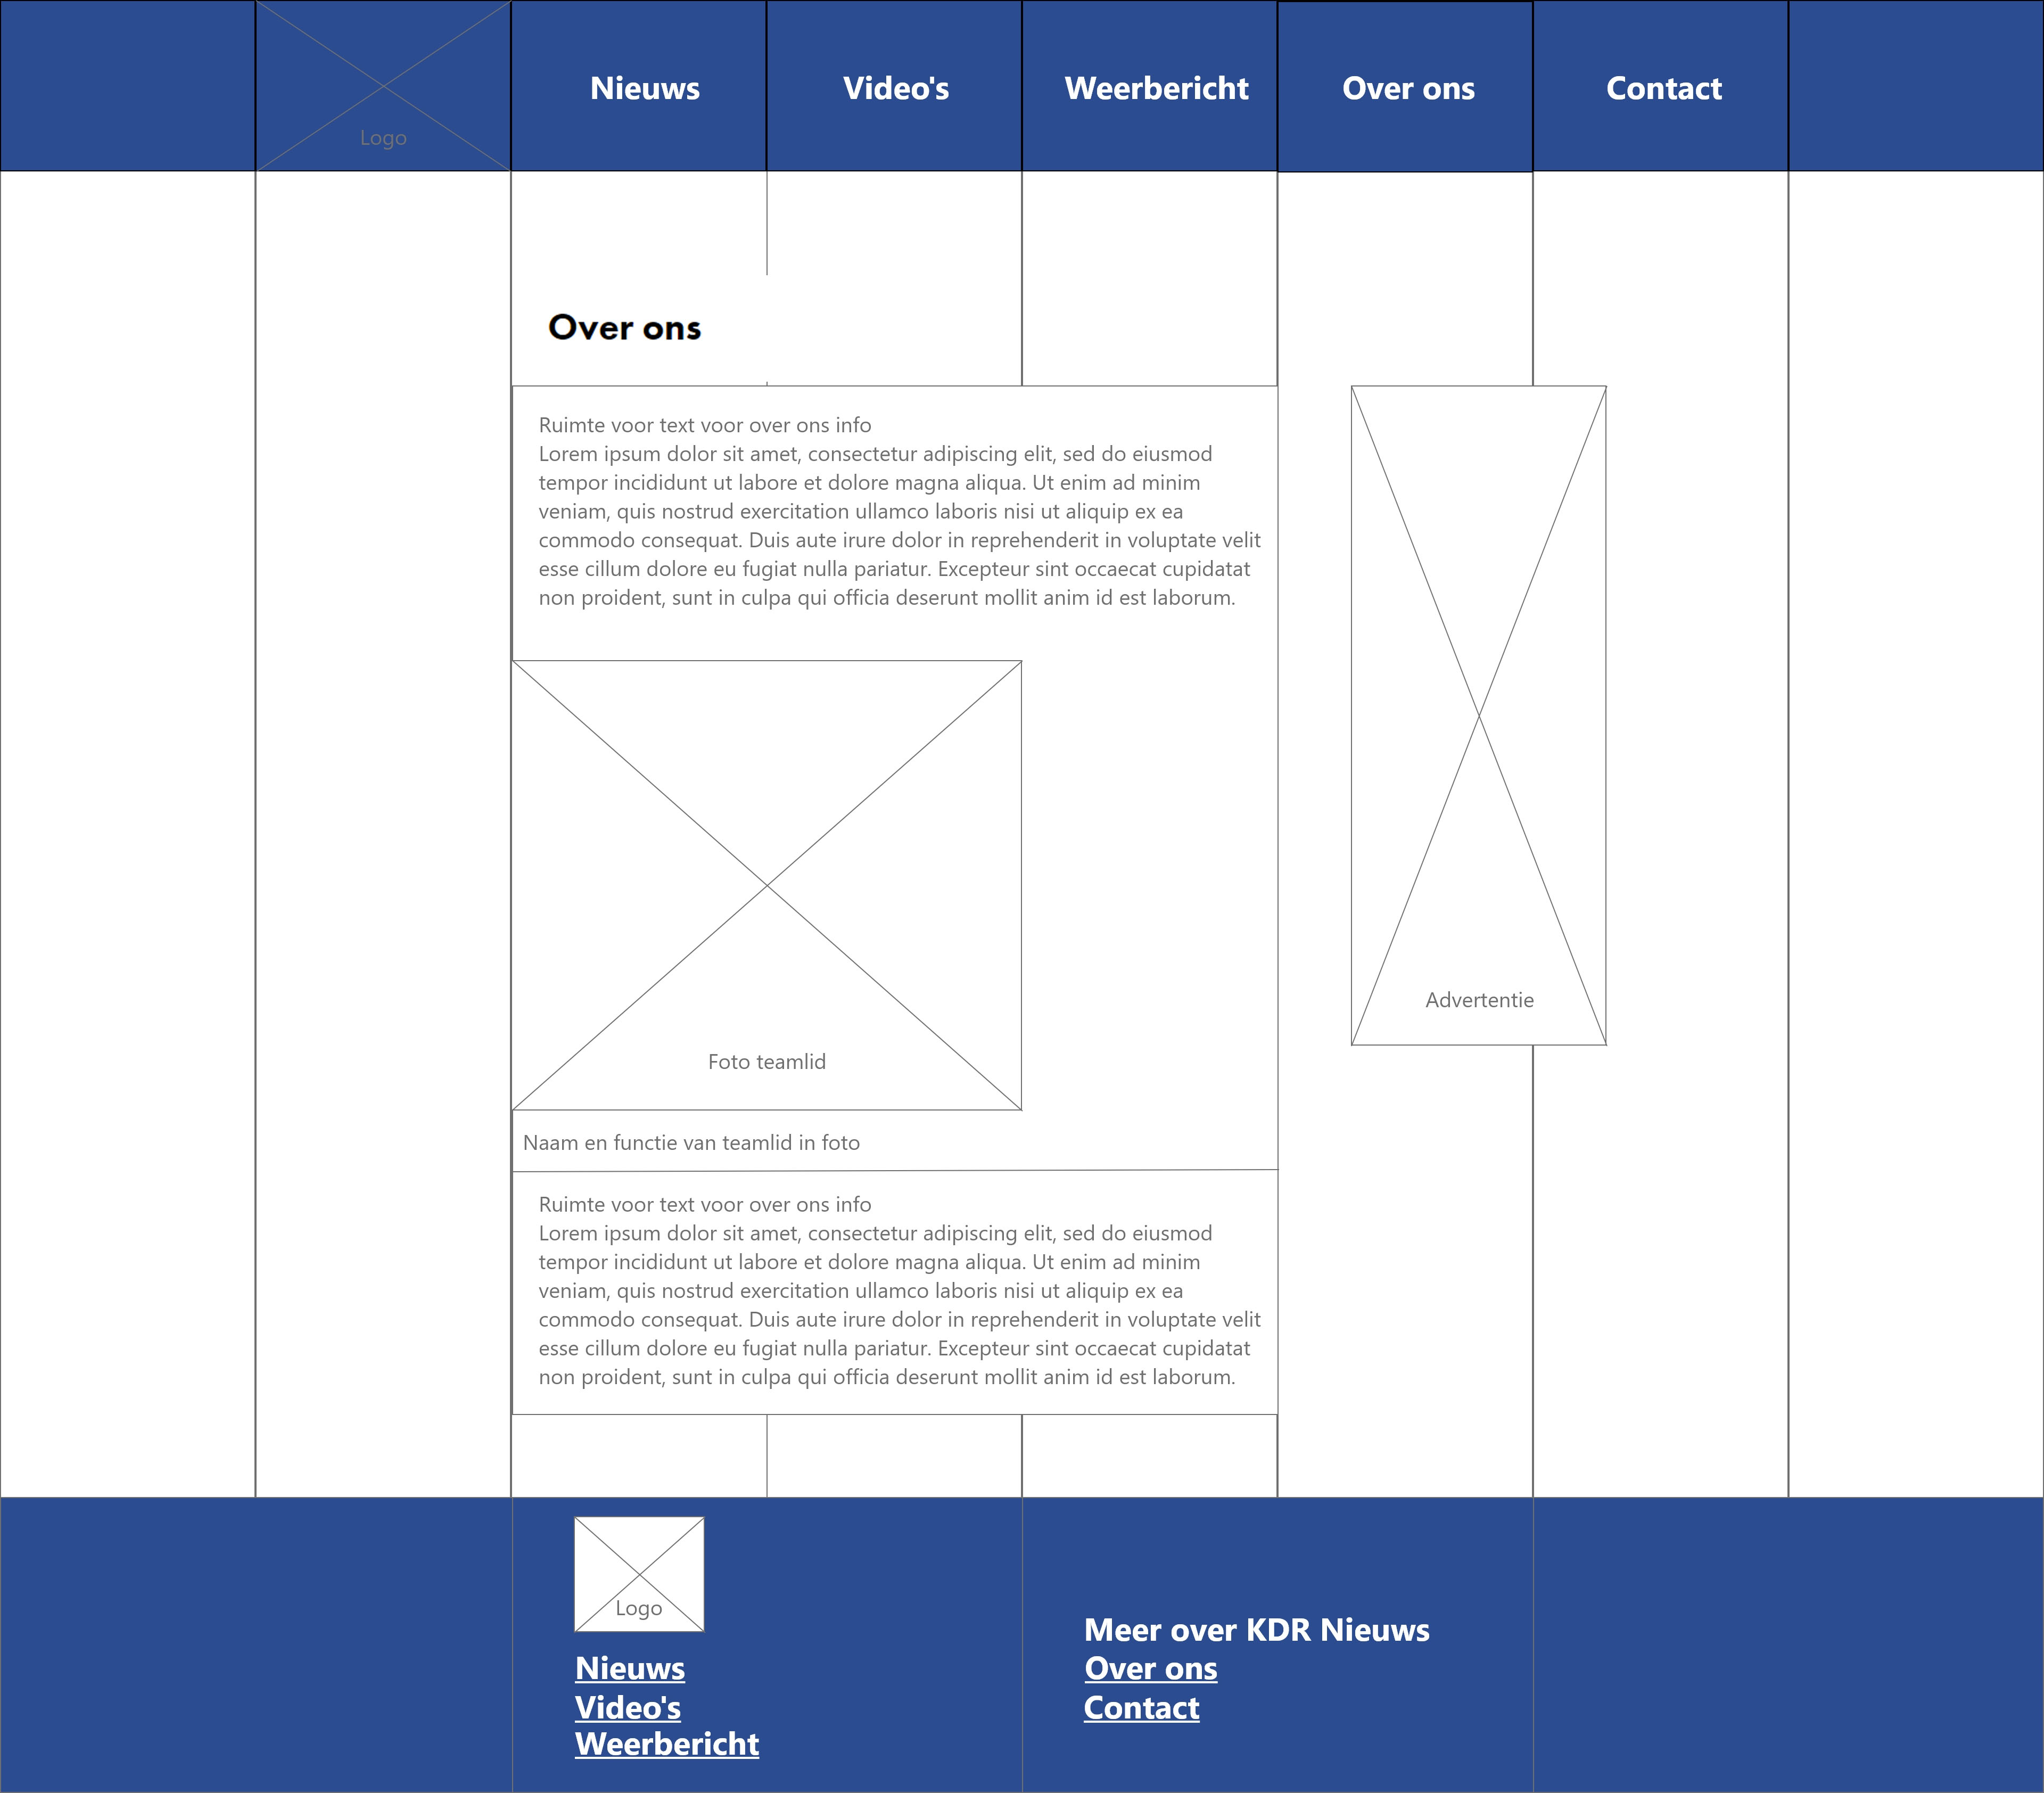 Logo
Nieuws
Video's
Weerbericht
Over ons
Contact
Over ons
Ruimte voor text voor over ons info
Lorem ipsum dolor sit amet, consectetur adipiscing elit, sed do eiusmod
tempor incididunt ut labore et dolore magna aliqua. Ut enim ad minim
veniam, quis nostrud exercitation ullamco laboris nisi ut aliquip ex ea
commodo consequat. Duis aute irure dolor in reprehenderit in voluptate velit
esse cillum dolore eu fugiat nulla pariatur. Excepteur sint occaecat cupidatat
non proident, sunt in culpa qui officia deserunt mollit anim id est laborum.
Advertentie
Foto teamlid
Naam en functie van teamlid in foto
Ruimte voor text voor over ons info
Lorem ipsum dolor sit amet, consectetur adipiscing elit, sed do eiusmod
tempor incididunt ut labore et dolore magna aliqua. Ut enim ad minim
veniam, quis nostrud exercitation ullamco laboris nisi ut aliquip ex ea
commodo consequat. Duis aute irure dolor in reprehenderit in voluptate velit
esse cillum dolore eu fugiat nulla pariatur. Excepteur sint occaecat cupidatat
non proident, sunt in culpa qui officia deserunt mollit anim id est laborum.
Logo
Nieuws
Video's
Weerbericht
Meer over KDR Nieuws
Over ons
Contact